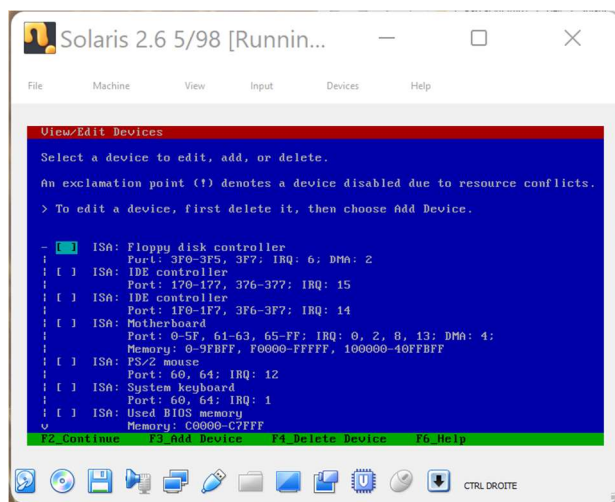 Solaris 2.6 5/98 [Runnin...
File Machine View Input Devices Help
View/Edit Devices
Select a device to edit, add, or delete.
An exclamation point (!) denotes a device disabled due to resource conflicts.
> To edit a device, first delete it, then choose Add Device.
- [ ] ISA: Floppy disk controller
¦ Port: 3F0-3F5, 3F7; IRQ: 6; DMA: 2
¦ [ ] ISA: IDE controller
¦ Port: 170-177, 376-377; IRQ: 15
¦ [ ] ISA: IDE controller
¦ Port: 1F0-1F7, 3F6-3F7; IRQ: 14
¦ [ ] ISA: Motherboard
¦ Port: 0-5F, 61-63, 65-FF; IRQ: 0, 2, 8, 13; DMA: 4;
¦ Memory: 0-9FBFF, F0000-FFFFF, 100000-40FFBFF
¦ [ ] ISA: PS/2 mouse
¦ Port: 60, 64; IRQ: 12
¦ [ ] ISA: System keyboard
¦ Port: 60, 64; IRQ: 1
¦ [ ] ISA: Used BIOS memory
v Memory: C0000-C7FFF
F2_Continue F3_Add Device F4_Delete Device F6_Help
CTRL DROITE